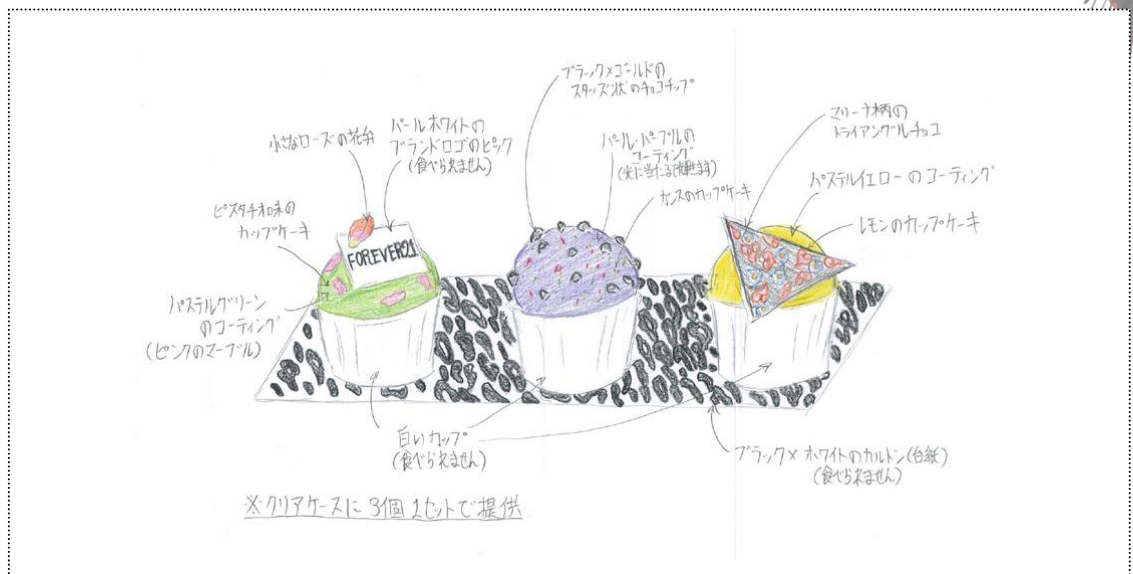 小さなローズの花弁
パールホワイトの
ブランドロゴのピック
(食べられません)
ブラック×ゴールドの
スタッズ状のチョコチップ
パール・パープルの
コーティング
(光に当たると輝きます)
カシスのカップケーキ
マリーナ柄の
トライアングルチョコ
パステルイエローのコーティング
レモンのカップケーキ
ピスタチオ味の
カップケーキ
FOREVER21
パステルグリーン
のコーティング
(ピンクのマーブル)
白いカップ
(食べられません)
ブラック×ホワイトのカルトン(台紙)
(食べられません)
※クリアケースに3個1セットで提供